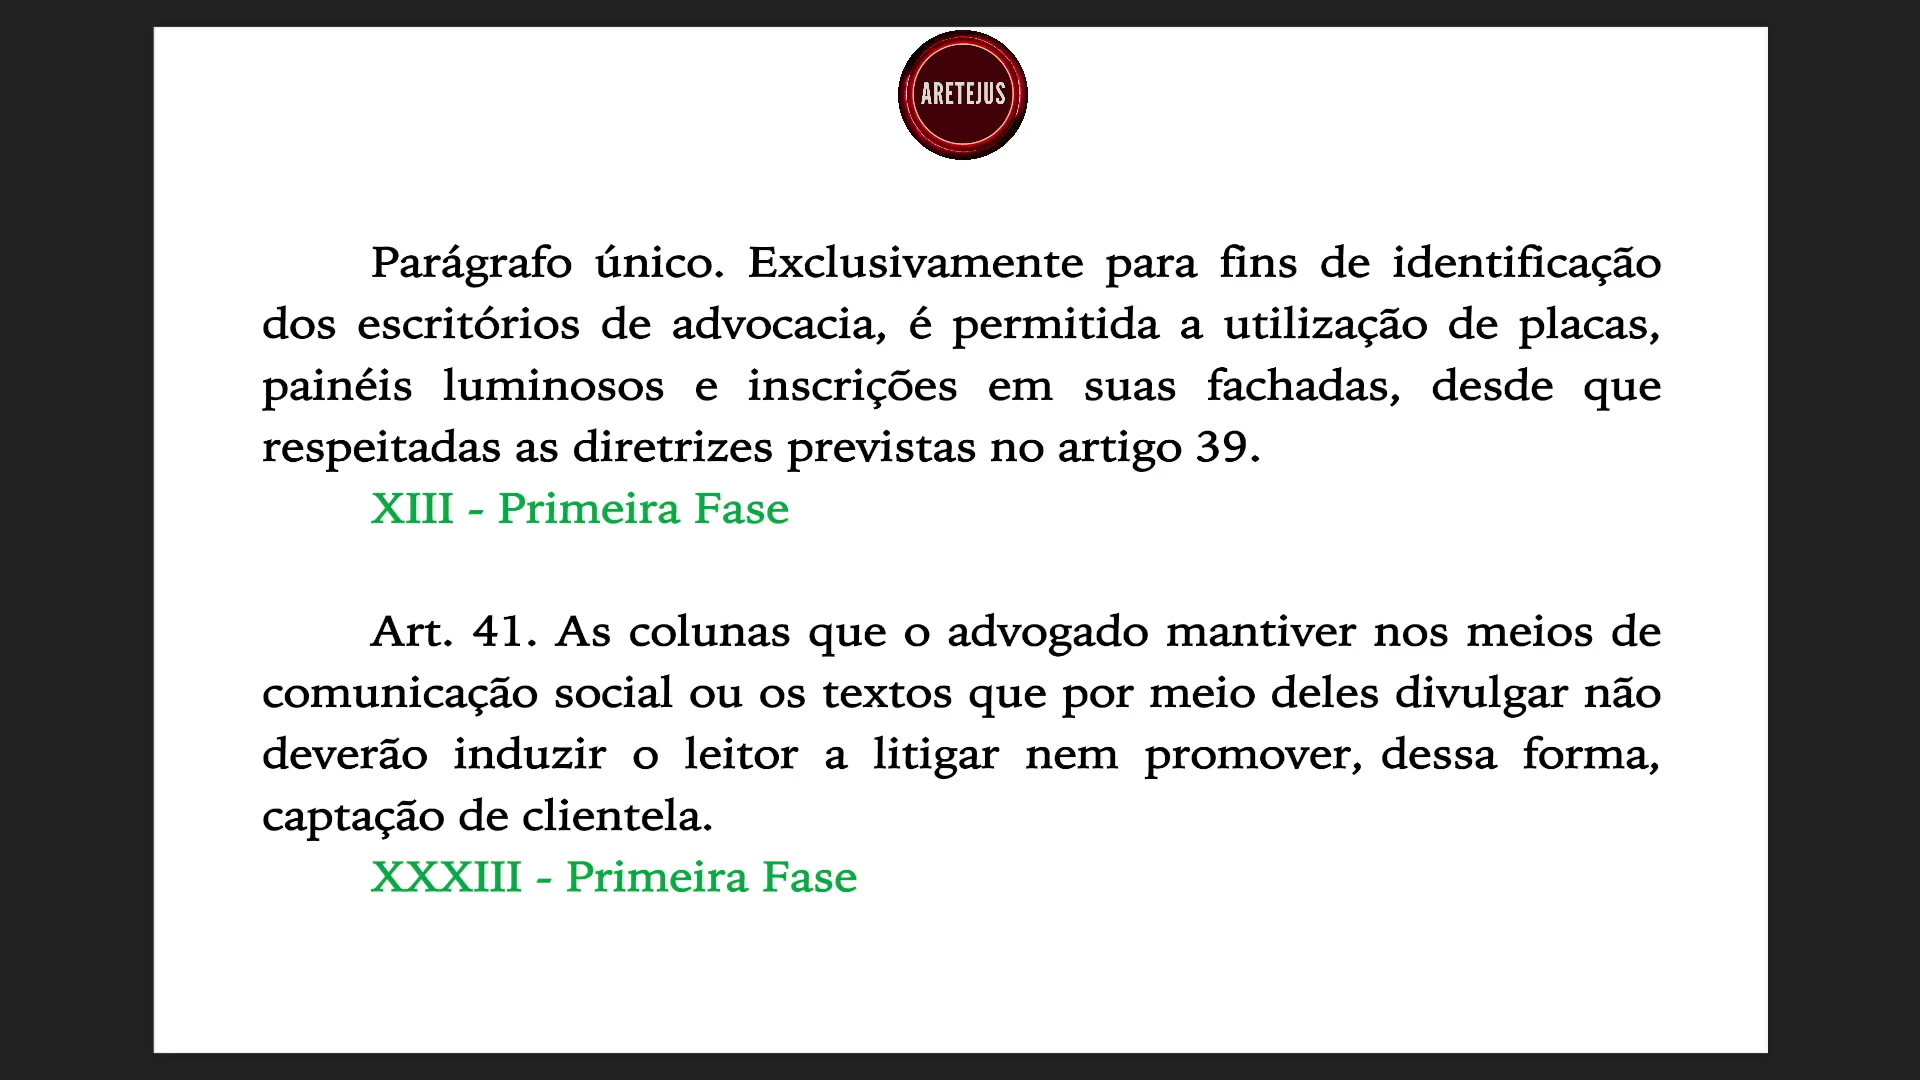 ARETEJUS
Parágrafo único. Exclusivamente para fins de identificação
dos escritórios de advocacia, é permitida a utilização de placas,
painéis luminosos e inscrições em suas fachadas, desde que
respeitadas as diretrizes previstas no artigo 39.
XIII - Primeira Fase
Art. 41. As colunas que o advogado mantiver nos meios de
comunicação social ou os textos que por meio deles divulgar não
deverão induzir o leitor a litigar nem promover, dessa forma,
captação de clientela.
XXXIII - Primeira Fase